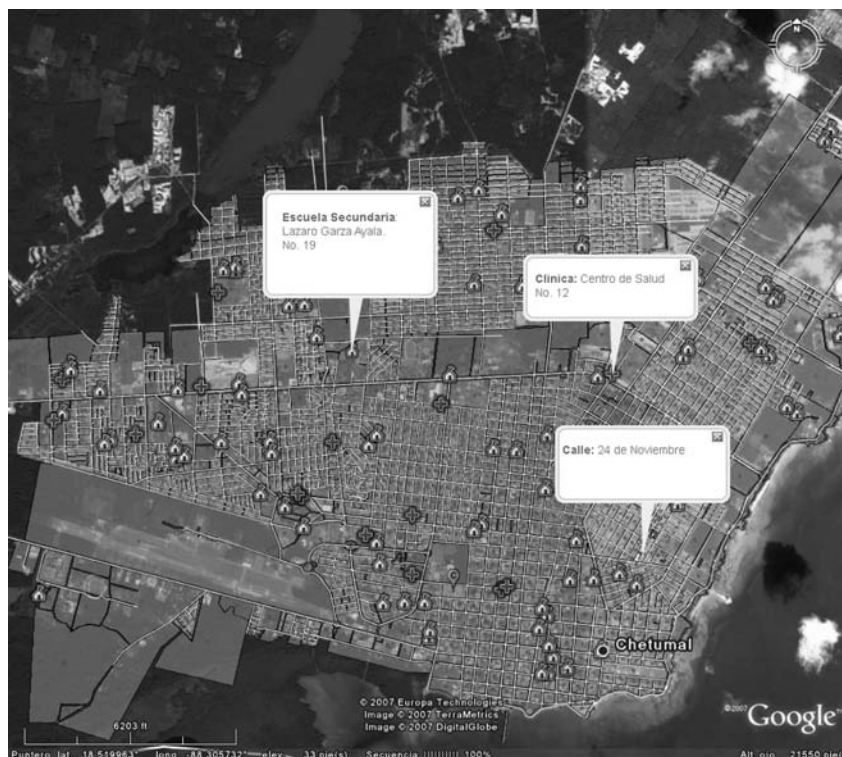 N
Escuela Secundaria:
Lazaro Garza Ayala.
No. 19
Clinica: Centro de Salud
No. 12
Calle: 24 de Noviembre
Chetumal
© 2007 Europa Technologies
Image © 2007 TerraMetrics
Image © 2007 DigitalGlobe
6203 ft
©2007 Google™
Puntero lat 18.519963° long -88.305732° elev 33 pie(s) Secuencia |||||||||| 100% Alt. ojo 21550 pie(